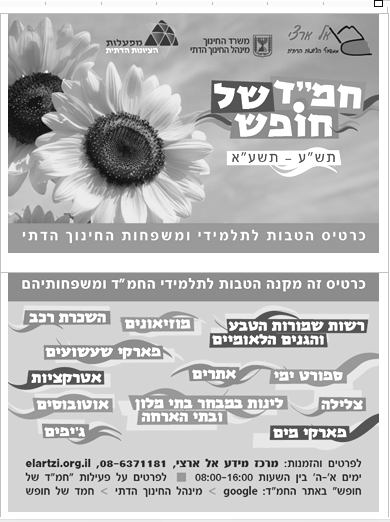 אל ארצי
משרד החינוך
מינהל החינוך הדתי
מפעלות
הציונות הדתית
חמ"ד של
חופש
תש"ע – תשע"א
כרטיס הטבות לתלמידי ומשפחות החינוך הדתי
כרטיס זה מקנה הטבות לתלמידי החמ"ד ומשפחותיהם
רשות שמורות הטבע
והגנים הלאומיים
מוזיאונים
השכרת רכב
פארקי שעשועים
ספורט ימי
אתרים
אטרקציות
צלילה
לינות במבחר בתי מלון
ובתי הארחה
אוטובוסים
פארקי מים
ג'יפים
לפרטים והזמנות: מרכז מידע אל ארצי, 08-6371181, elartzi.org.il
ימים א'-ה' בין השעות 08:00-16:00 לפרטים על פעילות "חמד של
חופש" באתר החמ"ד: google > מינהל החינוך הדתי > חמד של חופש